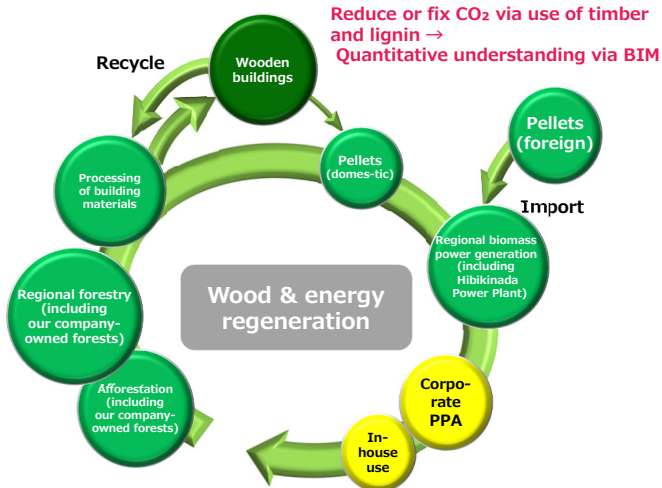 Reduce or fix CO₂ via use of timber
and lignin →
Quantitative understanding via BIM
Recycle
Wooden
buildings
Pellets
(foreign)
Pellets
(domes-tic)
Processing
of building
materials
Import
Regional biomass
power generation
(including
Hibikinada
Power Plant)
Regional forestry
(including
our company-
owned forests)
Wood & energy
regeneration
Afforestation
(including
our company-
owned forests)
Corpo-
rate
PPA
In-
house
use